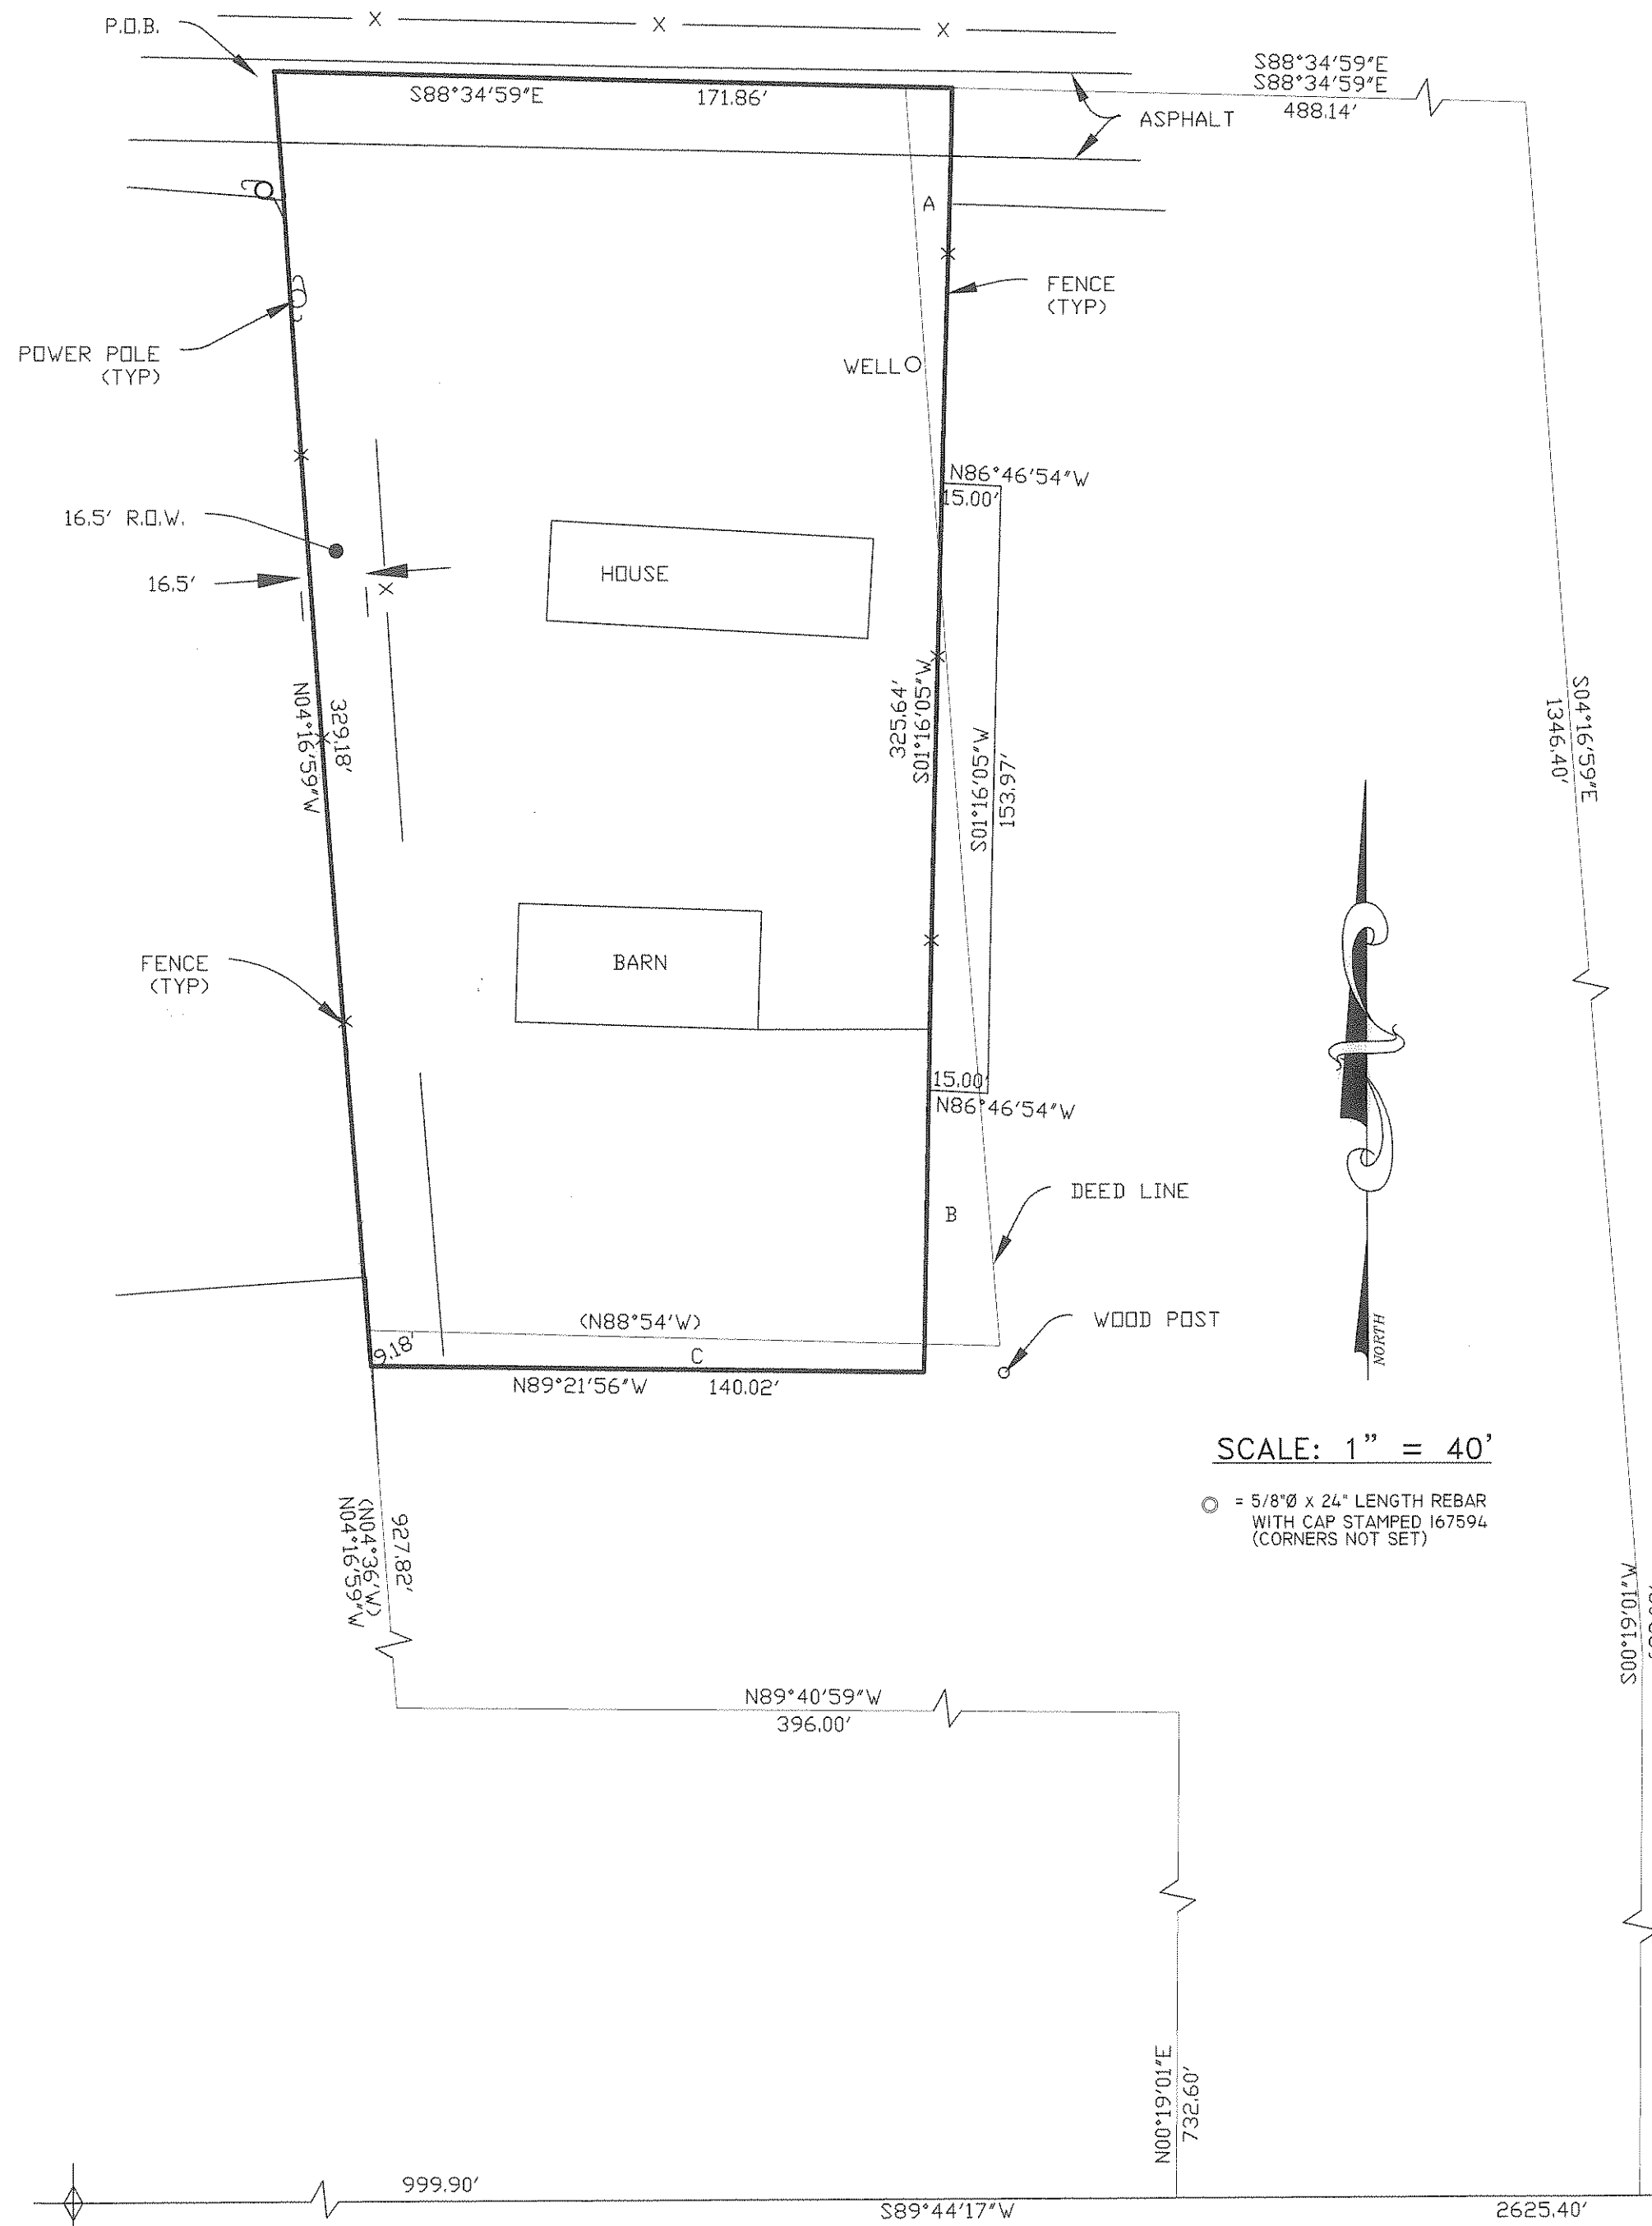 P.O.B.
X X X
S88°34'59"E
S88°34'59"E
488.14'
S88°34'59"E 171.86'
ASPHALT
A
FENCE
(TYP)
POWER POLE
(TYP)
WELL
N86°46'54"W
15.00'
16.5' R.O.W.
16.5'
X
HOUSE
329.18'
N04°16'59"W
325.64'
S01°16'05"W
S01°16'05"W
153.97'
S04°16'59"E
1346.40'
FENCE
(TYP)
BARN
15.00'
N86°46'54"W
DEED LINE
B
(N88°54'W)
WOOD POST
9.18'
C
N89°21'56"W 140.02'
NORTH
SCALE: 1" = 40'
= 5/8"Ø x 24" LENGTH REBAR
WITH CAP STAMPED 167594
(CORNERS NOT SET)
927.82'
(N04°36'W)
N04°16'59"W
S00°19'01"W
N89°40'59"W
396.00'
N00°19'01"E
732.60'
999.90'
S89°44'17"W
2625.40'